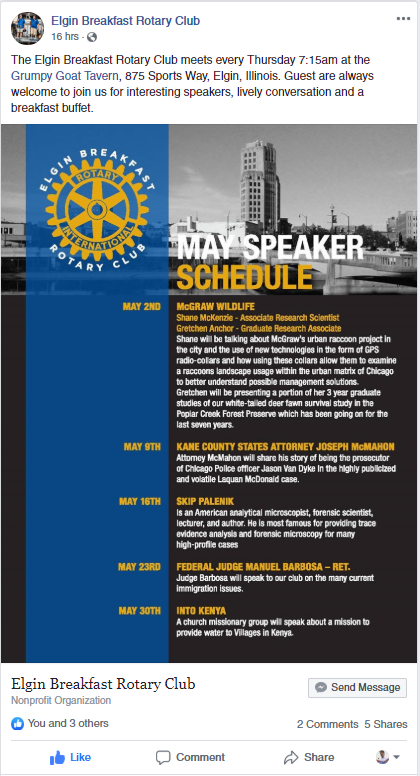 Elgin Breakfast Rotary Club
16 hrs ·
The Elgin Breakfast Rotary Club meets every Thursday 7:15am at the
Grumpy Goat Tavern, 875 Sports Way, Elgin, Illinois. Guest are always
welcome to join us for interesting speakers, lively conversation and a
breakfast buffet.
ELGIN BREAKFAST
ROTARY
INTERNATIONAL
ROTARY CLUB
MAY SPEAKER
SCHEDULE
MAY 2ND
McGRAW WILDLIFE
Shane McKenzie - Associate Research Scientist
Gretchen Anchor - Graduate Research Associate
Shane will be talking about McGraw's urban raccoon project in
the city and the use of new technologies in the form of GPS
radio-collars and how using these collars allow them to examine
a raccoons landscape usage within the urban matrix of Chicago
to better understand possible management solutions.
Gretchen will be presenting a portion of her 3 year graduate
studies of our white-tailed deer fawn survival study in the
Poplar Creek Forest Preserve which has been going on for the
last seven years.
MAY 9TH
KANE COUNTY STATES ATTORNEY JOSEPH McMAHON
Attorney McMahon will share his story of being the prosecutor
of Chicago Police officer Jason Van Dyke in the highly publicized
and volatile Laquan McDonald case.
MAY 16TH
SKIP PALENIK
Is an American analytical microscopist, forensic scientist,
lecturer, and author. He is most famous for providing trace
evidence analysis and forensic microscopy for many
high-profile cases
MAY 23RD
FEDERAL JUDGE MANUEL BARBOSA – RET.
Judge Barbosa will speak to our club on the many current
immigration issues.
MAY 30TH
INTO KENYA
A church missionary group will speak about a mission to
provide water to Villages in Kenya.
Elgin Breakfast Rotary Club
Nonprofit Organization
Send Message
You and 3 others
2 Comments 5 Shares
Like
Comment
Share